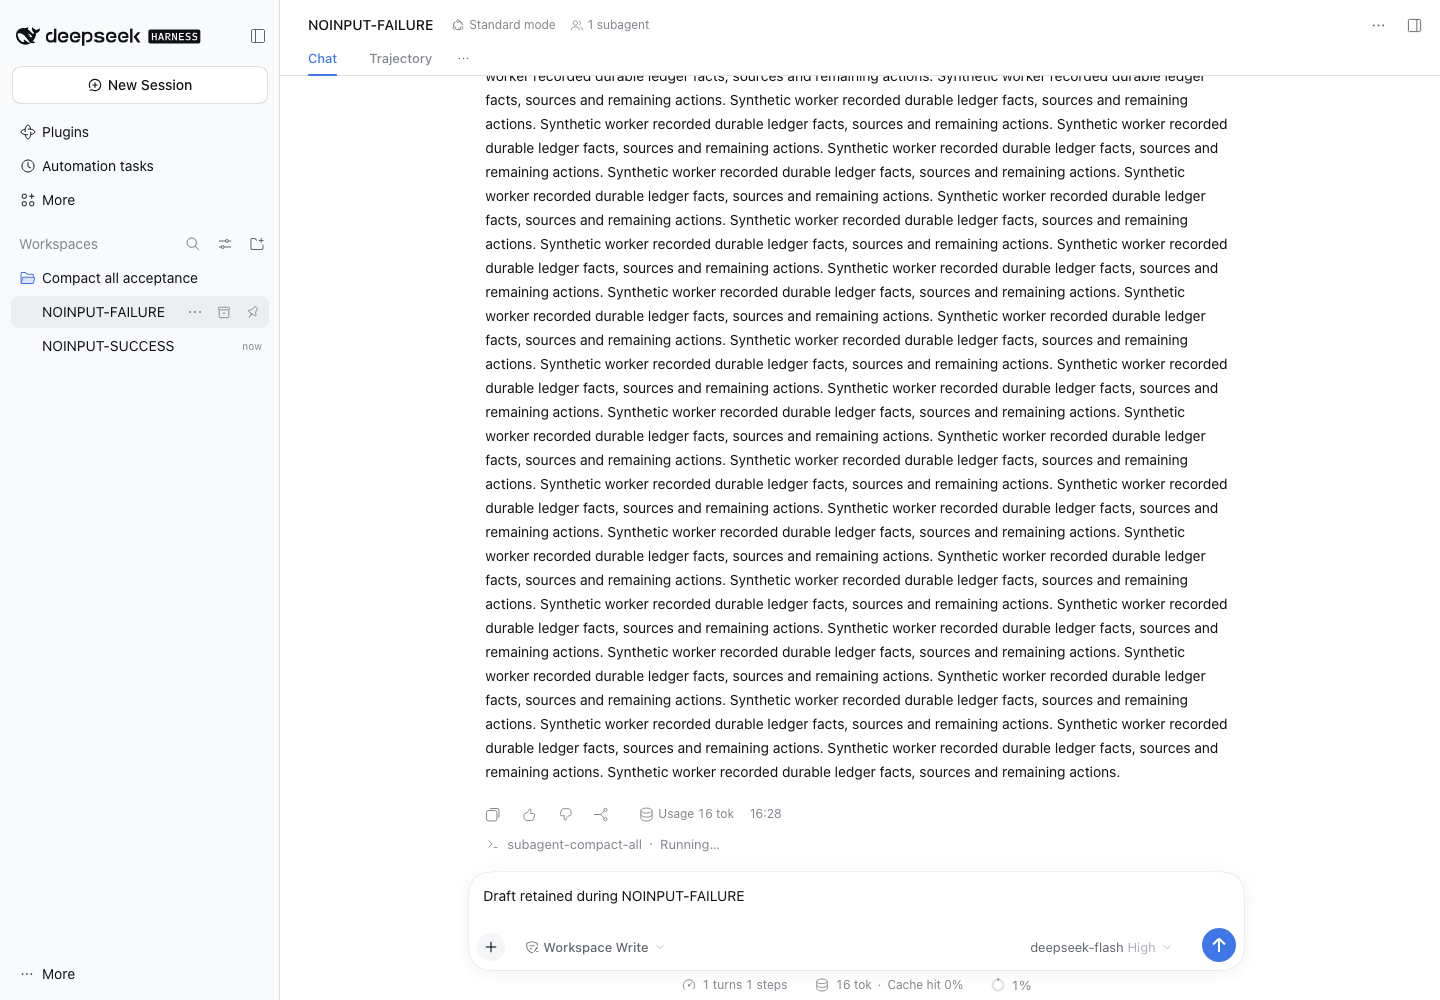 deepseek HARNESS
New Session
Plugins
Automation tasks
More
Workspaces
Compact all acceptance
NOINPUT-FAILURE
NOINPUT-SUCCESS now
More
NOINPUT-FAILURE Standard mode 1 subagent
Chat Trajectory
worker recorded durable ledger facts, sources and remaining actions. Synthetic worker recorded durable ledger
facts, sources and remaining actions. Synthetic worker recorded durable ledger facts, sources and remaining
actions. Synthetic worker recorded durable ledger facts, sources and remaining actions. Synthetic worker recorded
durable ledger facts, sources and remaining actions. Synthetic worker recorded durable ledger facts, sources and
remaining actions. Synthetic worker recorded durable ledger facts, sources and remaining actions. Synthetic
worker recorded durable ledger facts, sources and remaining actions. Synthetic worker recorded durable ledger
facts, sources and remaining actions. Synthetic worker recorded durable ledger facts, sources and remaining
actions. Synthetic worker recorded durable ledger facts, sources and remaining actions. Synthetic worker recorded
durable ledger facts, sources and remaining actions. Synthetic worker recorded durable ledger facts, sources and
remaining actions. Synthetic worker recorded durable ledger facts, sources and remaining actions. Synthetic
worker recorded durable ledger facts, sources and remaining actions. Synthetic worker recorded durable ledger
facts, sources and remaining actions. Synthetic worker recorded durable ledger facts, sources and remaining
actions. Synthetic worker recorded durable ledger facts, sources and remaining actions. Synthetic worker recorded
durable ledger facts, sources and remaining actions. Synthetic worker recorded durable ledger facts, sources and
remaining actions. Synthetic worker recorded durable ledger facts, sources and remaining actions. Synthetic
worker recorded durable ledger facts, sources and remaining actions. Synthetic worker recorded durable ledger
facts, sources and remaining actions. Synthetic worker recorded durable ledger facts, sources and remaining
actions. Synthetic worker recorded durable ledger facts, sources and remaining actions. Synthetic worker recorded
durable ledger facts, sources and remaining actions. Synthetic worker recorded durable ledger facts, sources and
remaining actions. Synthetic worker recorded durable ledger facts, sources and remaining actions. Synthetic
worker recorded durable ledger facts, sources and remaining actions. Synthetic worker recorded durable ledger
facts, sources and remaining actions. Synthetic worker recorded durable ledger facts, sources and remaining
actions. Synthetic worker recorded durable ledger facts, sources and remaining actions. Synthetic worker recorded
durable ledger facts, sources and remaining actions. Synthetic worker recorded durable ledger facts, sources and
remaining actions. Synthetic worker recorded durable ledger facts, sources and remaining actions. Synthetic
worker recorded durable ledger facts, sources and remaining actions. Synthetic worker recorded durable ledger
facts, sources and remaining actions. Synthetic worker recorded durable ledger facts, sources and remaining
actions. Synthetic worker recorded durable ledger facts, sources and remaining actions. Synthetic worker recorded
durable ledger facts, sources and remaining actions. Synthetic worker recorded durable ledger facts, sources and
remaining actions. Synthetic worker recorded durable ledger facts, sources and remaining actions.
Usage 16 tok 16:28
subagent-compact-all · Running...
Draft retained during NOINPUT-FAILURE
Workspace Write deepseek-flash High
1 turns 1 steps 16 tok · Cache hit 0% 1%